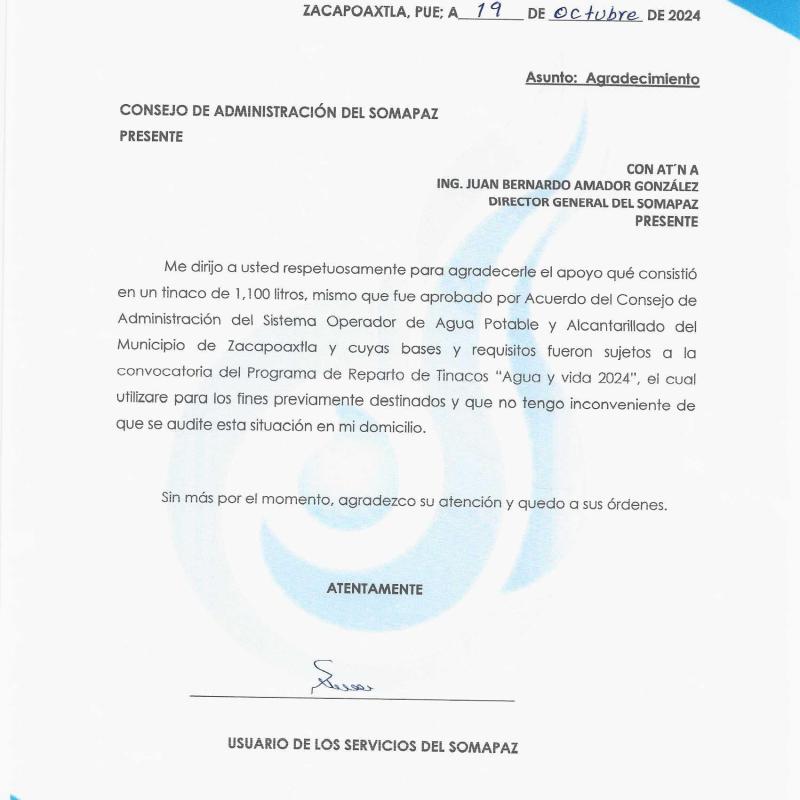 ZACAPOAXTLA, PUE; A 19 DE octubre DE 2024
Asunto: Agradecimiento
CONSEJO DE ADMINISTRACIÓN DEL SOMAPAZ
PRESENTE
CON AT´N A
ING. JUAN BERNARDO AMADOR GONZÁLEZ
DIRECTOR GENERAL DEL SOMAPAZ
PRESENTE
Me dirijo a usted respetuosamente para agradecerle el apoyo qué consistió
en un tinaco de 1,100 litros, mismo que fue aprobado por Acuerdo del Consejo de
Administración del Sistema Operador de Agua Potable y Alcantarillado del
Municipio de Zacapoaxtla y cuyas bases y requisitos fueron sujetos a la
convocatoria del Programa de Reparto de Tinacos “Agua y vida 2024”, el cual
utilizare para los fines previamente destinados y que no tengo inconveniente de
que se audite esta situación en mi domicilio.
Sin más por el momento, agradezco su atención y quedo a sus órdenes.
ATENTAMENTE
USUARIO DE LOS SERVICIOS DEL SOMAPAZ